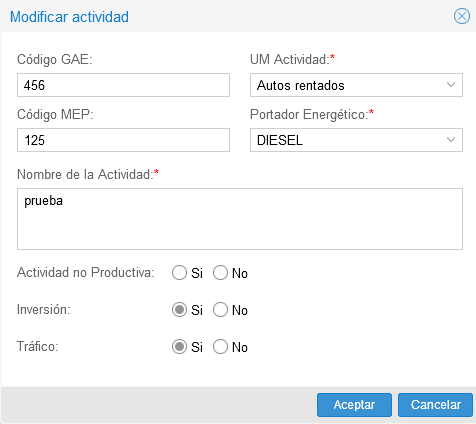 Modificar actividad
Código GAE:
456
UM Actividad:*
Autos rentados
Código MEP:
125
Portador Energético:*
DIESEL
Nombre de la Actividad:*
prueba
Actividad no Productiva: Si No
Inversión: Si No
Tráfico: Si No
Aceptar Cancelar